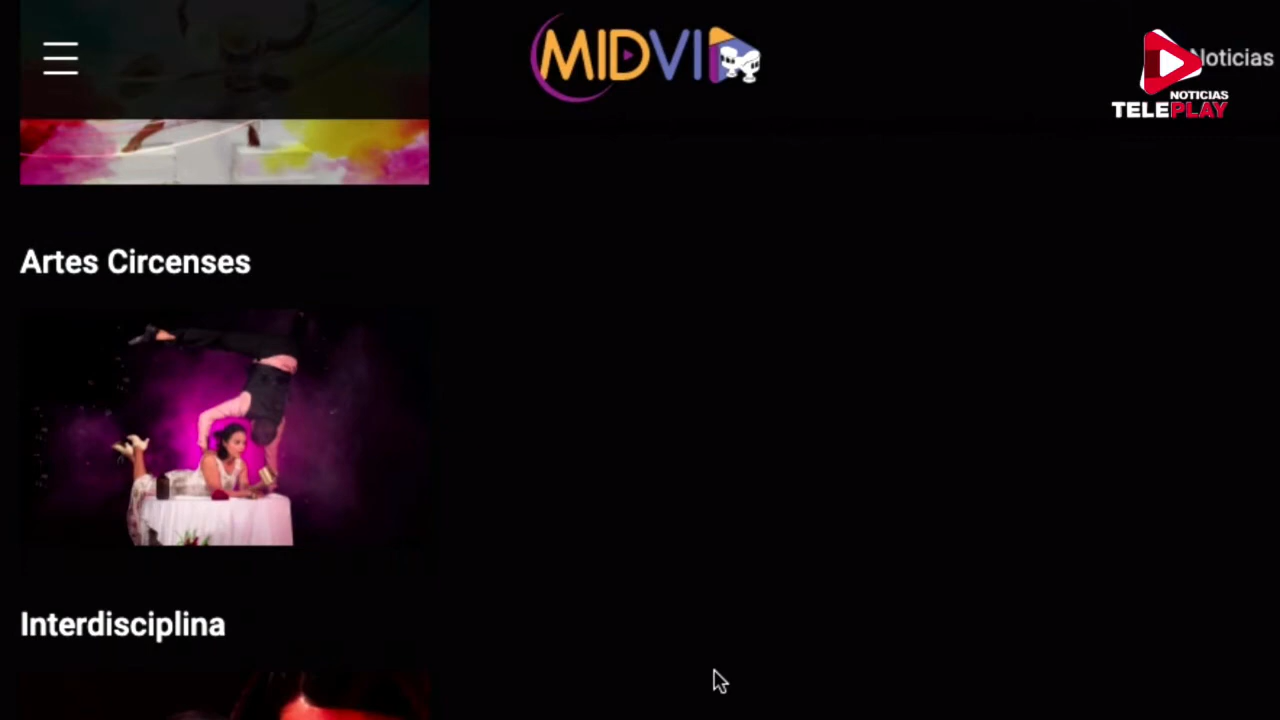 MIDVI
Noticias
NOTICIAS
TELEPLAY
Artes Circenses
Interdisciplina